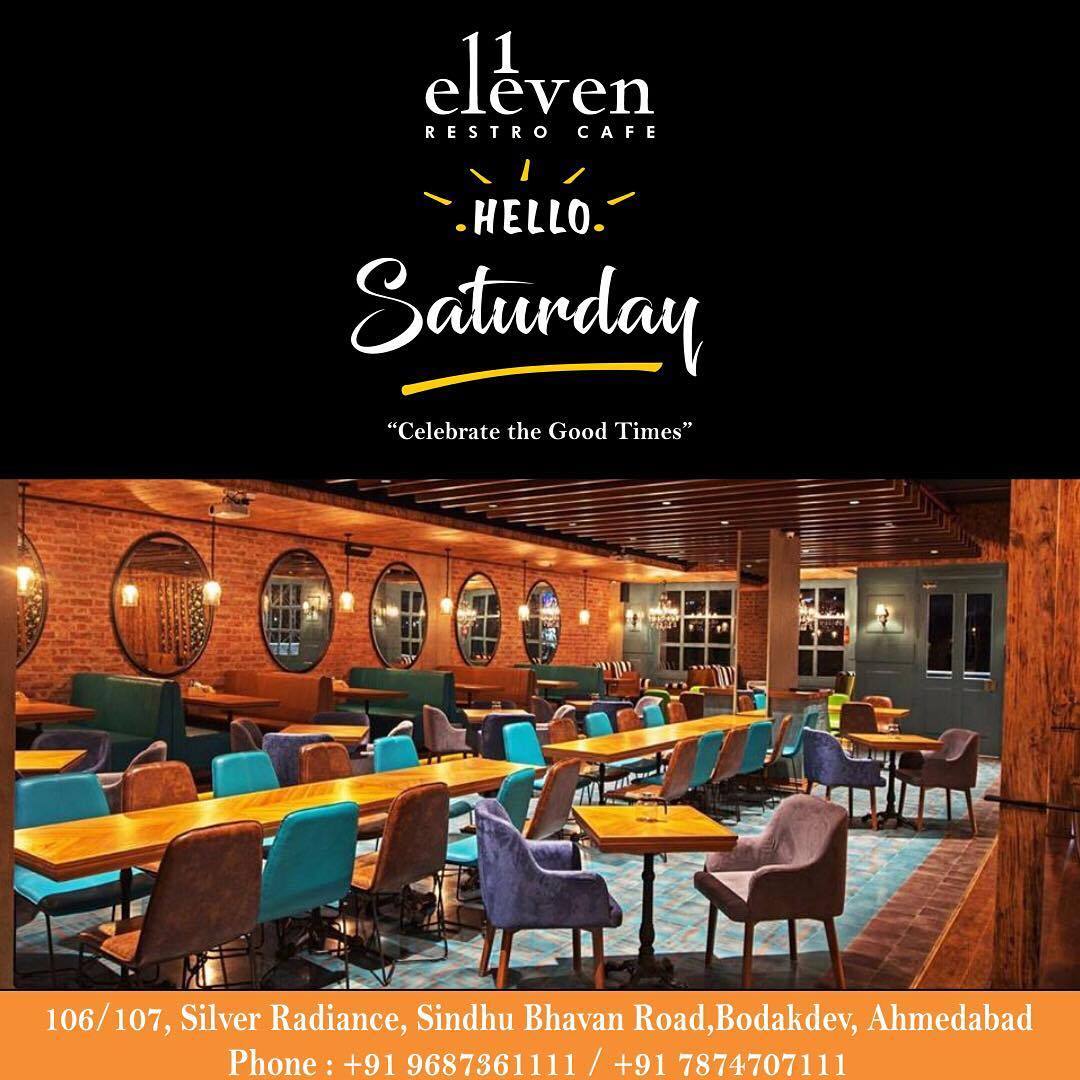 11
eleven
RESTRO CAFE
HELLO
Saturday
“Celebrate the Good Times”
106/107, Silver Radiance, Sindhu Bhavan Road,Bodakdev, Ahmedabad
Phone : +91 9687361111 / +91 7874707111